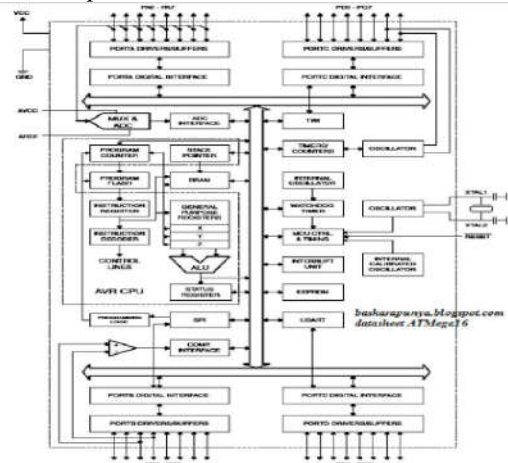 VCC
PA0 - PA7
PC0 - PC7
PORTA DRIVERS/BUFFERS
PORTC DRIVERS/BUFFERS
GND
PORTA DIGITAL INTERFACE
PORTC DIGITAL INTERFACE
AVCC
MUX &
ADC
ADC
INTERFACE
TWI
AREF
PROGRAM
COUNTER
STACK
POINTER
TIMERS/
COUNTERS
OSCILLATOR
PROGRAM
FLASH
SRAM
INTERNAL
OSCILLATOR
XTAL1
INSTRUCTION
REGISTER
GENERAL
PURPOSE
REGISTERS
WATCHDOG
TIMER
OSCILLATOR
X
Y
Z
XTAL2
INSTRUCTION
DECODER
MCU CTRL.
& TIMING
RESET
CONTROL
LINES
ALU
INTERRUPT
UNIT
INTERNAL
CALIBRATED
OSCILLATOR
AVR CPU
STATUS
REGISTER
EEPROM
PROGRAMMING
LOGIC
SPI
USART
baskarapunya.blogspot.com
datasheet ATMega16
COMP.
INTERFACE
PORTB DIGITAL INTERFACE
PORTD DIGITAL INTERFACE
PORTB DRIVERS/BUFFERS
PORTD DRIVERS/BUFFERS